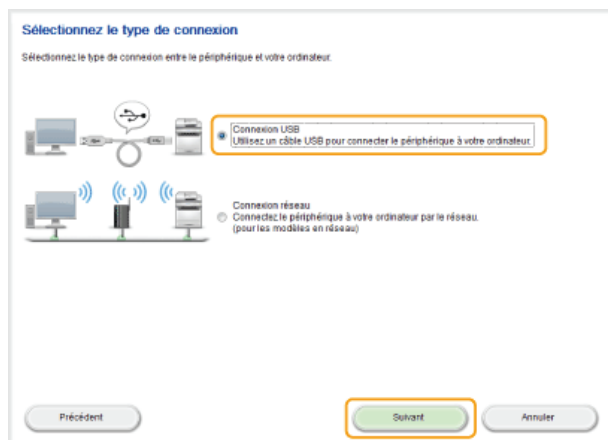 Sélectionnez le type de connexion
Sélectionnez le type de connexion entre le périphérique et votre ordinateur.
Connexion USB
Utilisez un câble USB pour connecter le périphérique à votre ordinateur.
Connexion réseau
Connectez le périphérique à votre ordinateur par le réseau.
(pour les modèles en réseau)
Précédent
Suivant
Annuler